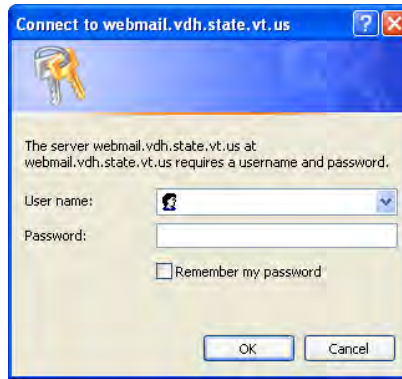 Connect to webmail.vdh.state.vt.us
The server webmail.vdh.state.vt.us at
webmail.vdh.state.vt.us requires a username and password.
User name:
Password:
Remember my password
OK Cancel